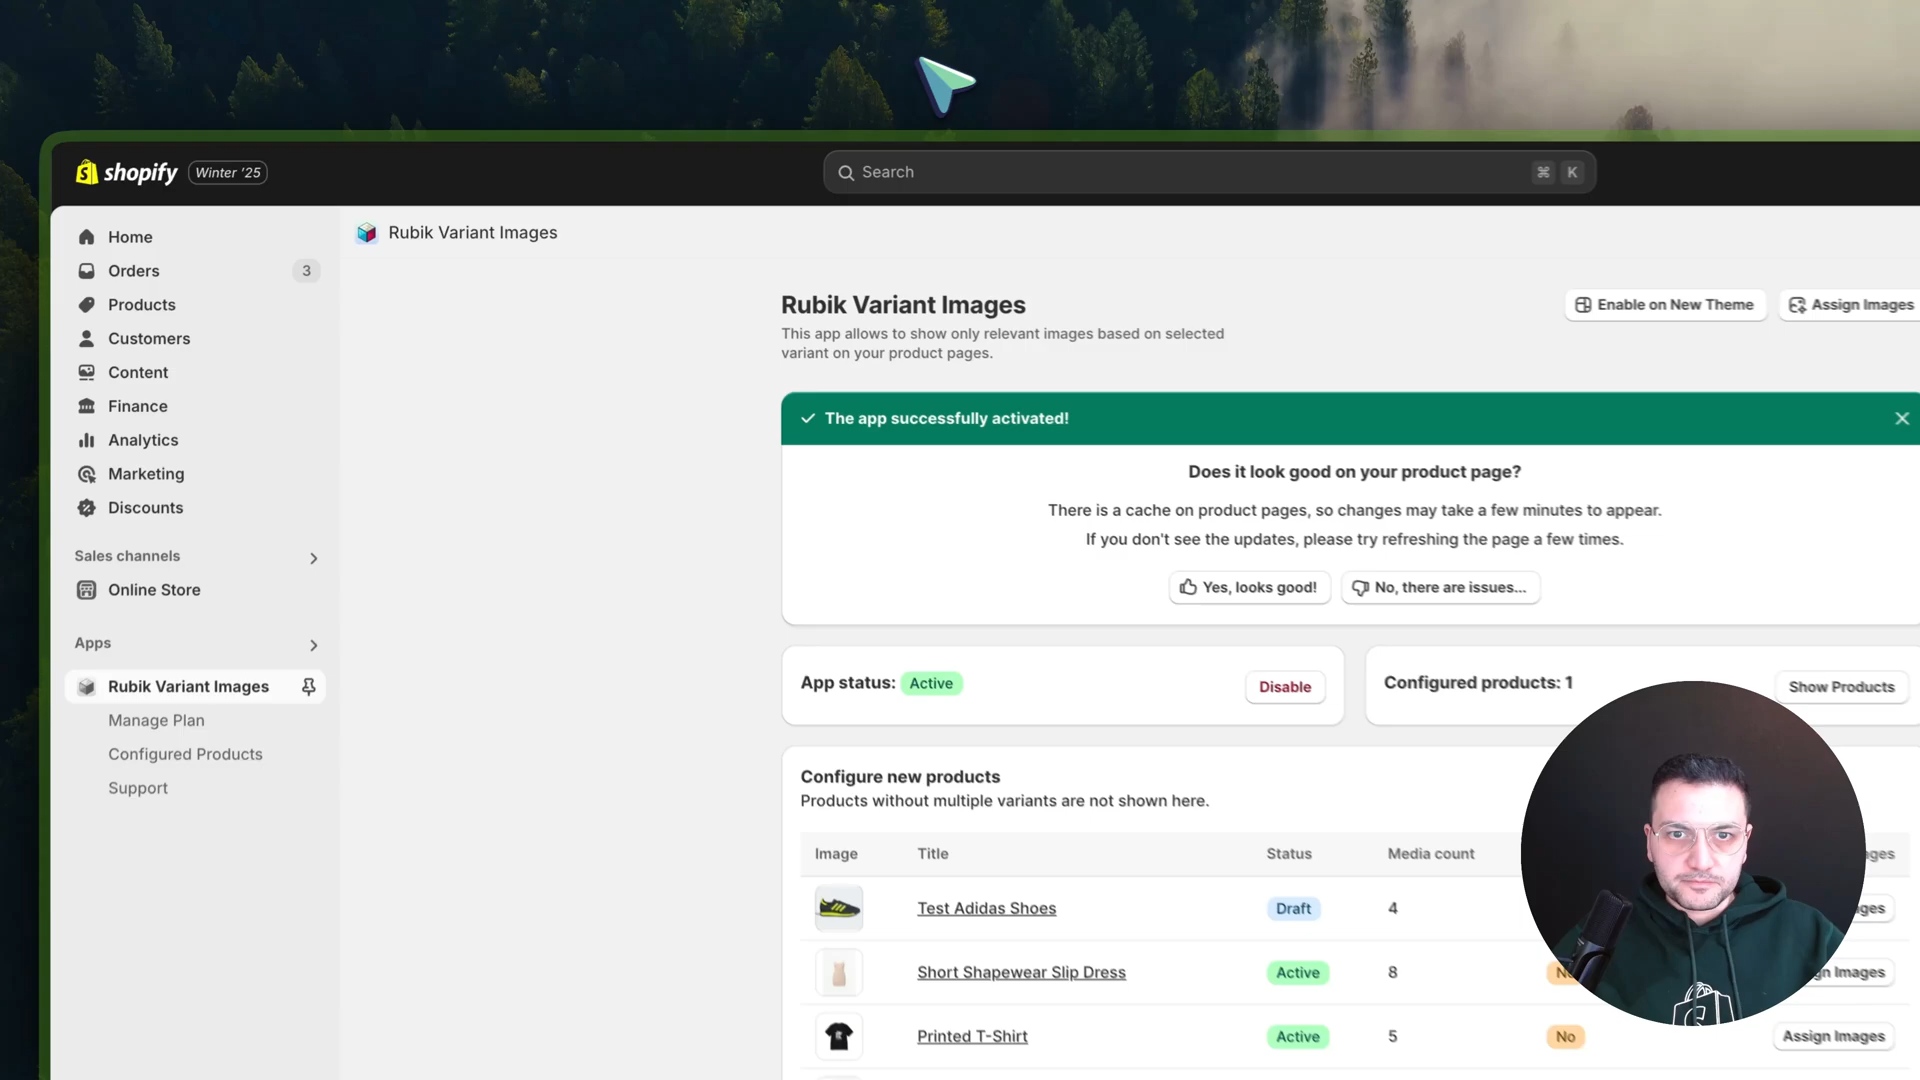 shopify Winter '25
Search ⌘ K
Home
Orders 3
Products
Customers
Content
Finance
Analytics
Marketing
Discounts
Sales channels
Online Store
Apps
Rubik Variant Images
Manage Plan
Configured Products
Support
Rubik Variant Images
Rubik Variant Images
This app allows to show only relevant images based on selected
variant on your product pages.
Enable on New Theme
Assign Images
The app successfully activated!
Does it look good on your product page?
There is a cache on product pages, so changes may take a few minutes to appear.
If you don't see the updates, please try refreshing the page a few times.
Yes, looks good!
No, there are issues...
App status: Active
Disable
Configured products: 1
Show Products
Configure new products
Products without multiple variants are not shown here.
Image Title Status Media count
Test Adidas Shoes Draft 4
Short Shapewear Slip Dress Active 8 Images
Printed T-Shirt Active 5 No Assign Images